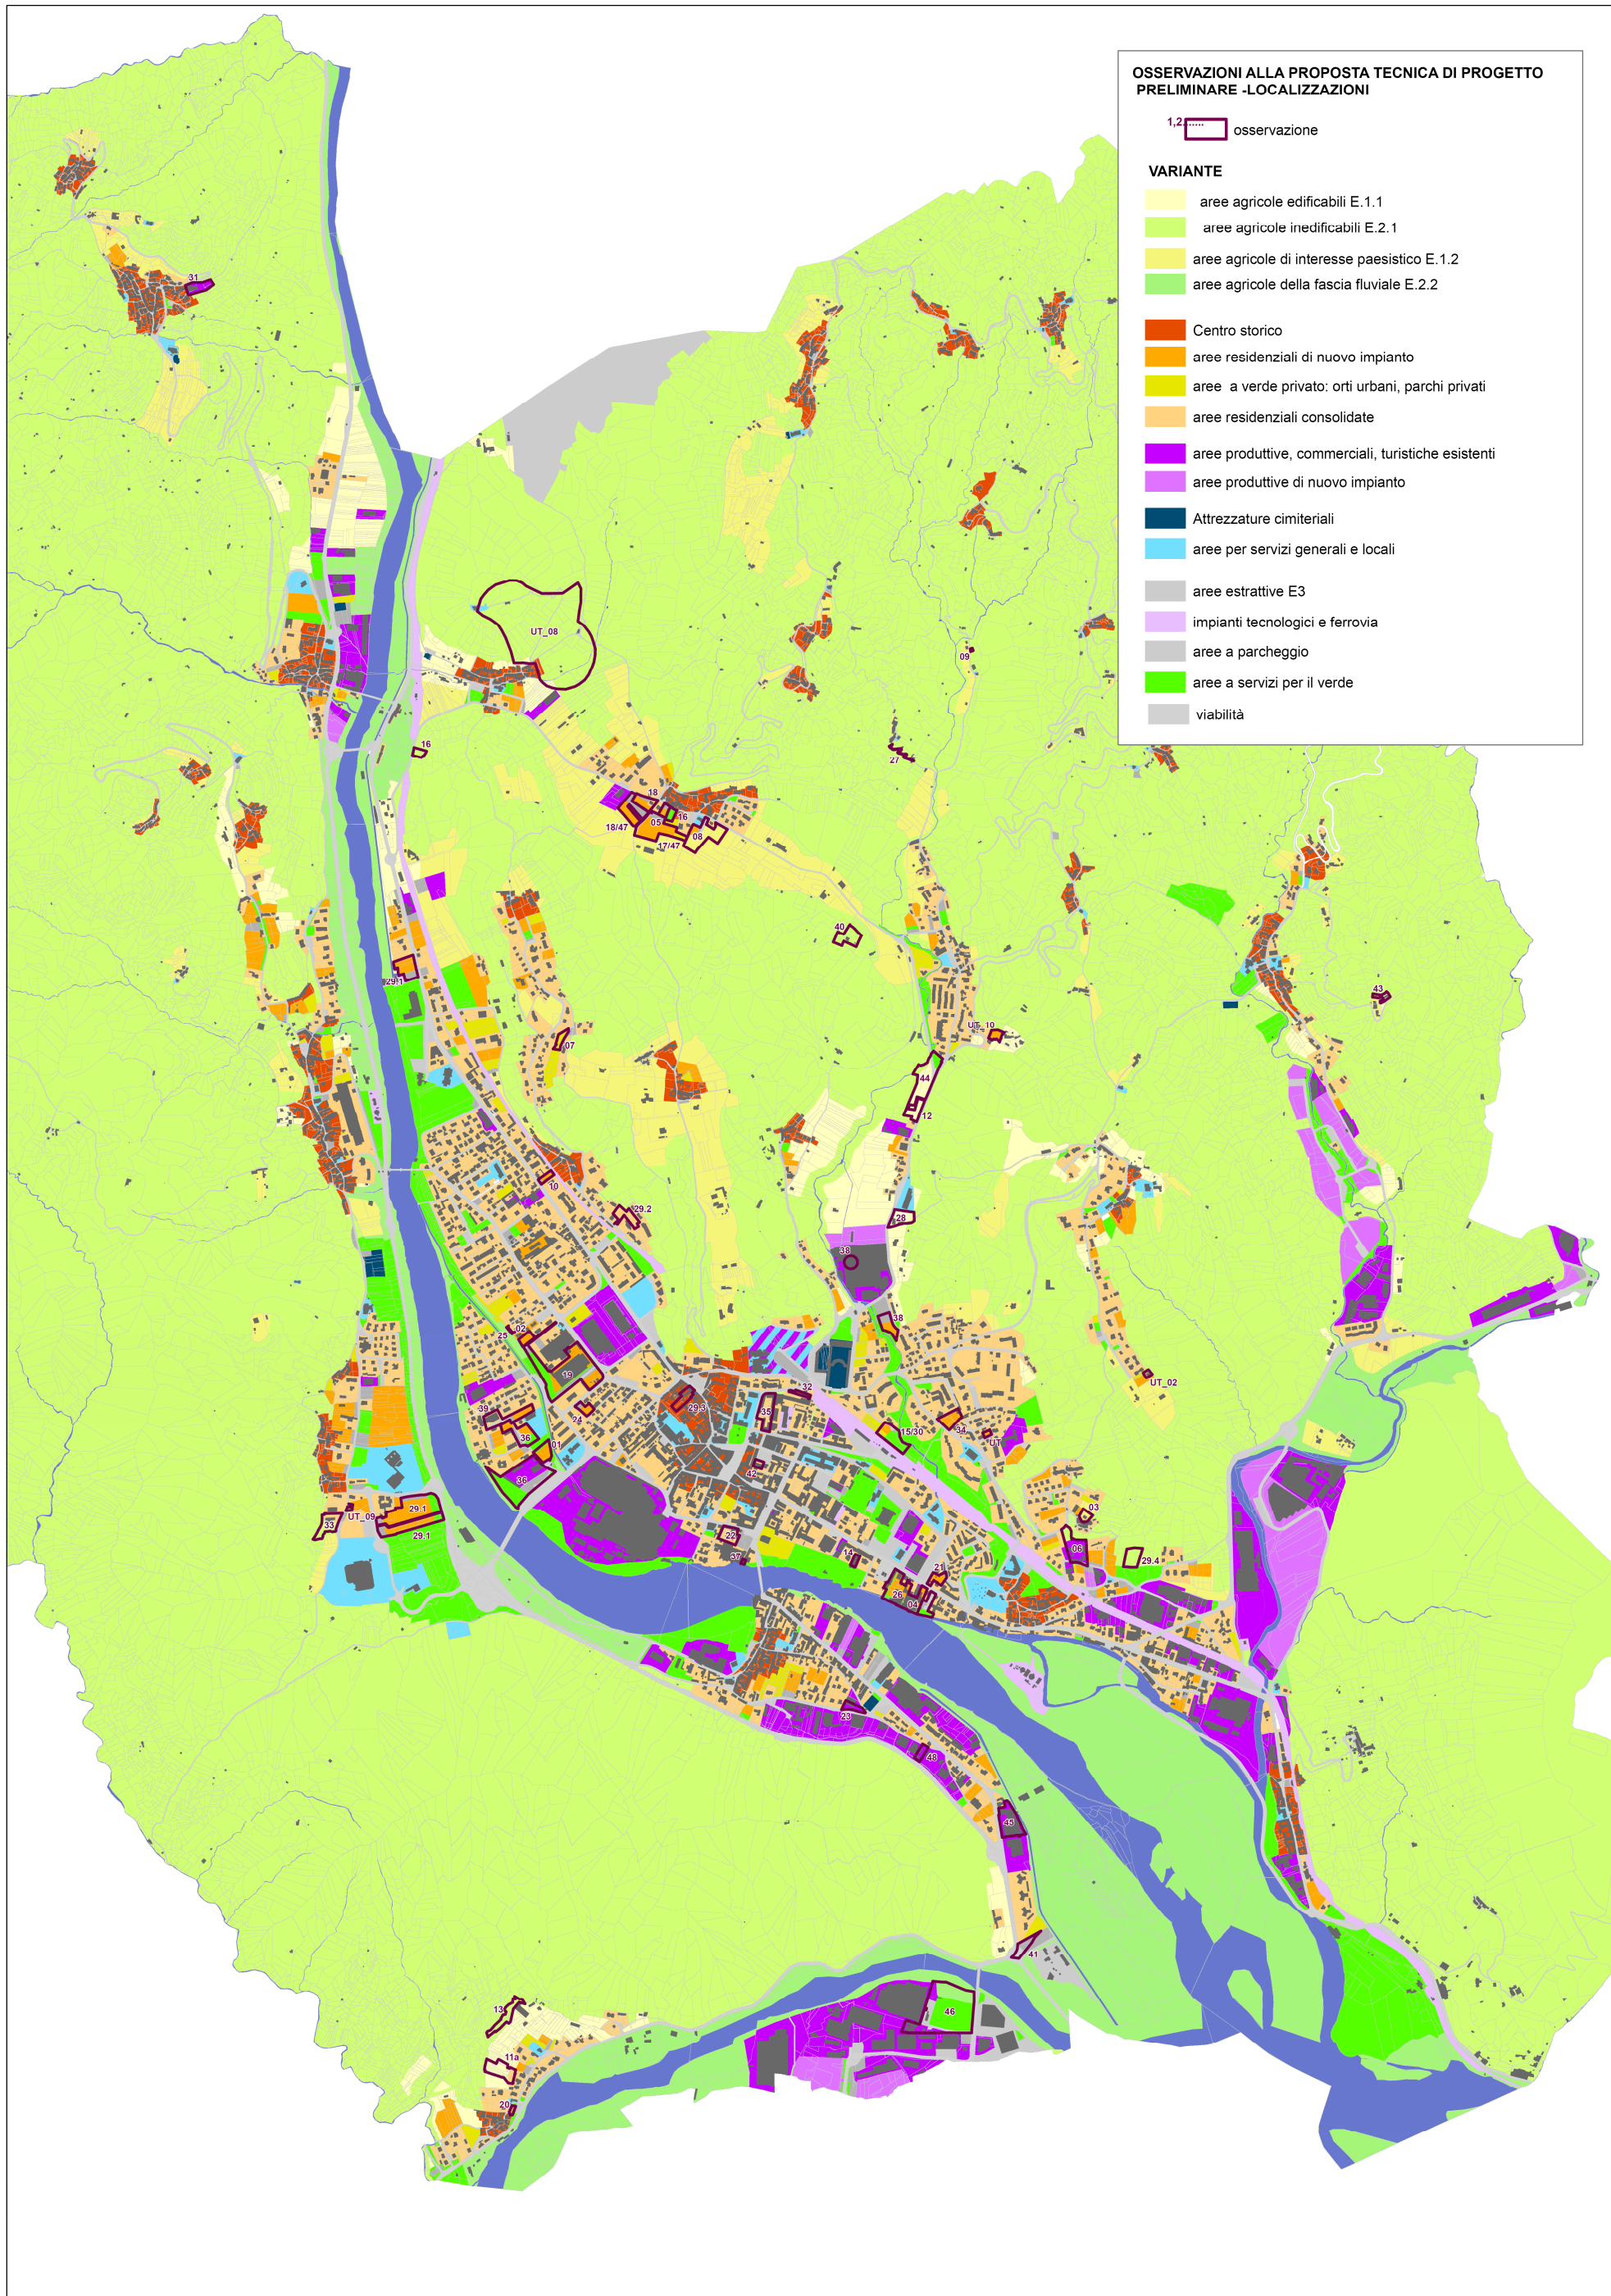 OSSERVAZIONI ALLA PROPOSTA TECNICA DI PROGETTO
PRELIMINARE -LOCALIZZAZIONI
1,2.......
osservazione
VARIANTE
aree agricole edificabili E.1.1
aree agricole inedificabili E.2.1
aree agricole di interesse paesistico E.1.2
aree agricole della fascia fluviale E.2.2
Centro storico
aree residenziali di nuovo impianto
aree a verde privato: orti urbani, parchi privati
aree residenziali consolidate
aree produttive, commerciali, turistiche esistenti
aree produttive di nuovo impianto
Attrezzature cimiteriali
aree per servizi generali e locali
aree estrattive E3
impianti tecnologici e ferrovia
aree a parcheggio
aree a servizi per il verde
viabilità
31
UT_08
09
16
27
18
18/47
05
16
08
17/47
40
29.1
43
07
UT_10
44
12
10
29.2
28
38
38
25
02
19
UT_02
32
29.3
35
39
24
36
01
15/30
34
UT
42
36
29.1
UT_09
33
29.1
03
22
06
37
14
29.4
21
26
04
23
48
45
41
13
46
11a
20